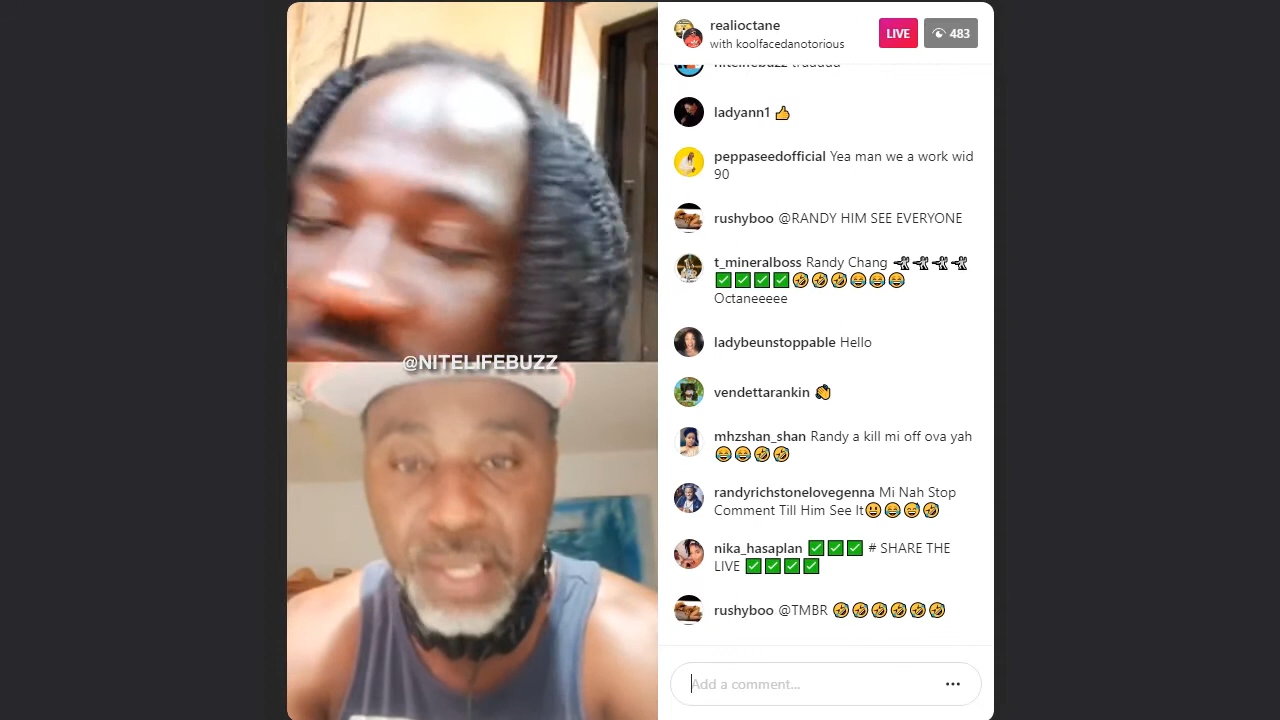 realioctane
with koolfacedanotorious
LIVE
483
nitelifebuzz
ladyann1 👍
peppaseedofficial Yea man we a work wid
90
rushyboo @RANDY HIM SEE EVERYONE
t_mineralboss Randy Chang 🔫🔫🔫🔫
✅✅✅✅🤣🤣🤣😂😂😂
Octaneeeee
ladybeunstoppable Hello
vendettarankin 👏
mhzshan_shan Randy a kill mi off ova yah
😂😂🤣🤣
randyrichstonelovegenna Mi Nah Stop
Comment Till Him See It😃😂😅🤣
nika_hasaplan ✅✅✅ # SHARE THE
LIVE ✅✅✅✅
rushyboo @TMBR 🤣🤣🤣🤣🤣🤣
Add a comment...
@NITELIFEBUZZ